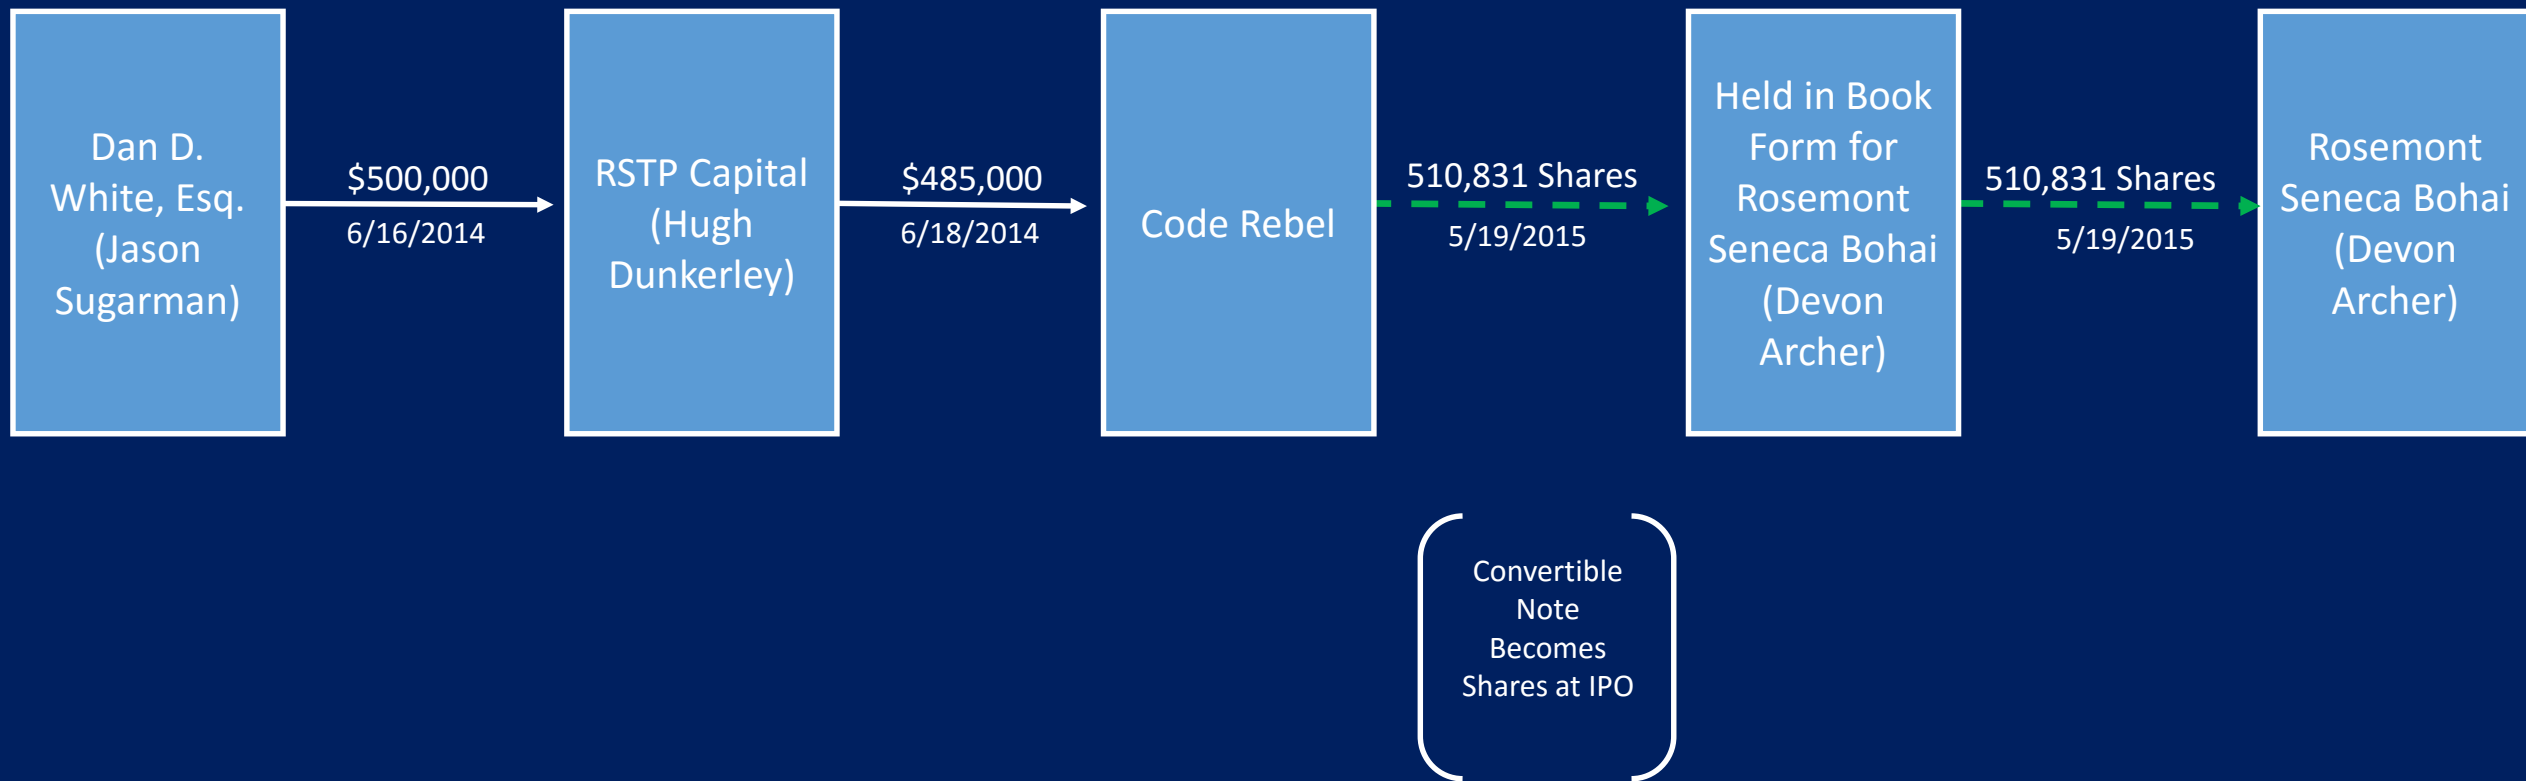 Dan D.
White, Esq.
(Jason
Sugarman)
$500,000
6/16/2014
RSTP Capital
(Hugh
Dunkerley)
$485,000
6/18/2014
Code Rebel
510,831 Shares
5/19/2015
Held in Book
Form for
Rosemont
Seneca Bohai
(Devon
Archer)
510,831 Shares
5/19/2015
Rosemont
Seneca Bohai
(Devon
Archer)
Convertible
Note
Becomes
Shares at IPO